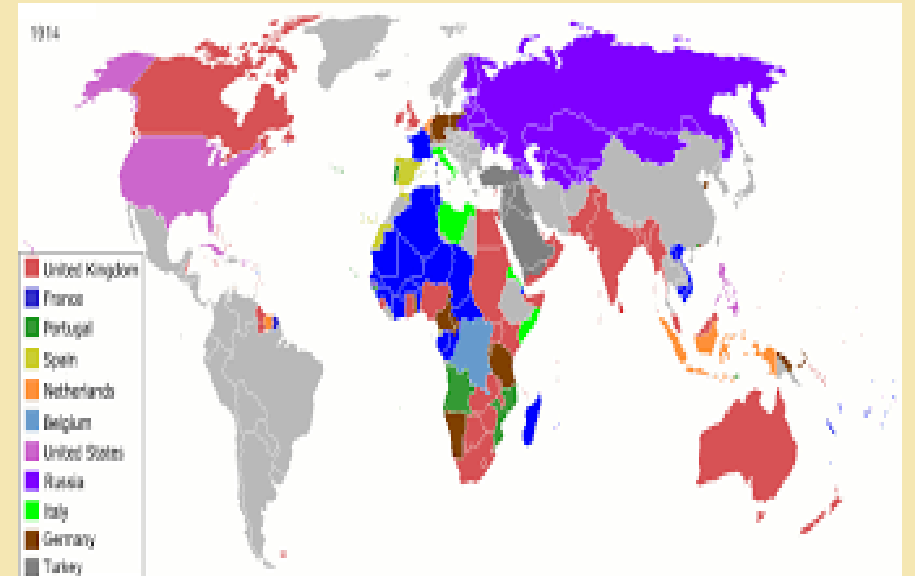 1914
United Kingdom
France
Portugal
Spain
Netherlands
Belgium
United States
Russia
Italy
Germany
Turkey